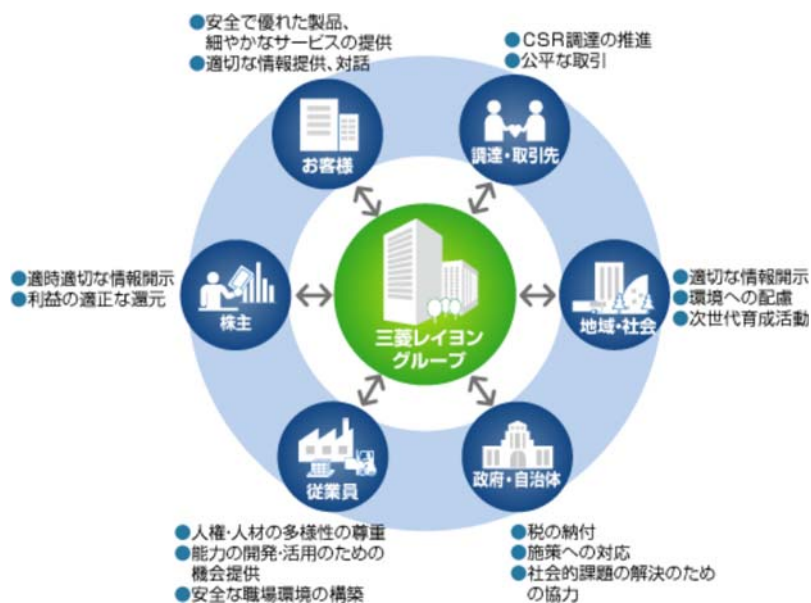 ●安全で優れた製品、
細やかなサービスの提供
●適切な情報提供、対話
お客様
●CSR調達の推進
●公平な取引
調達・取引先
●適時適切な情報開示
●利益の適正な還元
株主
三菱レイヨン
グループ
地域・社会
●適切な情報開示
●環境への配慮
●次世代育成活動
従業員
●人権・人材の多様性の尊重
●能力の開発・活用のための
機会提供
●安全な職場環境の構築
政府・自治体
●税の納付
●施策への対応
●社会的課題の解決のため
の協力